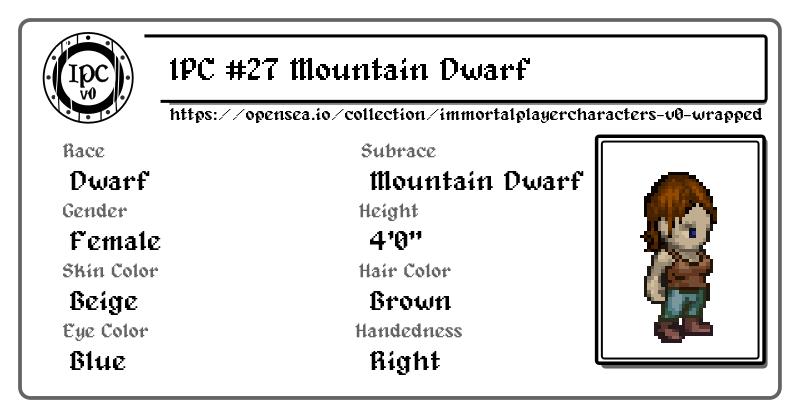 IPC v0
IPC #27 Mountain Dwarf
https://opensea.io/collection/immortalplayercharacters-v0-wrapped
Race
Subrace
Dwarf
Mountain Dwarf
Gender
Height
Female
4'0"
Skin Color
Hair Color
Beige
Brown
Eye Color
Handedness
Blue
Right